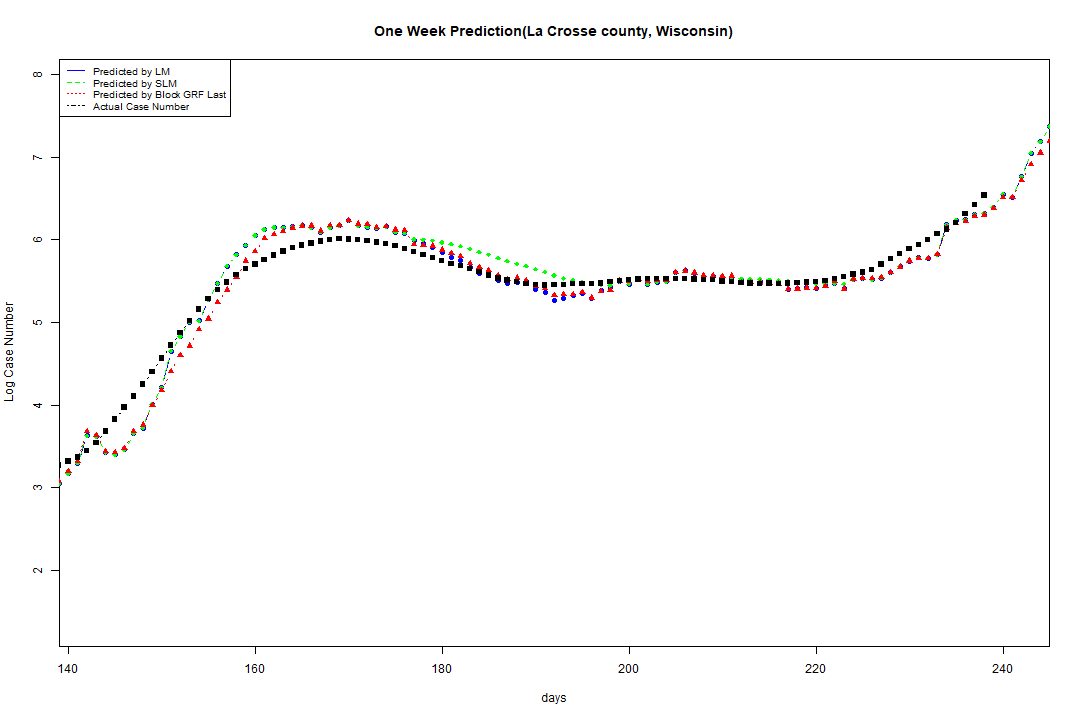 One Week Prediction(La Crosse county, Wisconsin)
Predicted by LM
Predicted by SLM
Predicted by Block GRF Last
Actual Case Number
8
7
6
5
4
3
2
Log Case Number
140 160 180 200 220 240
days